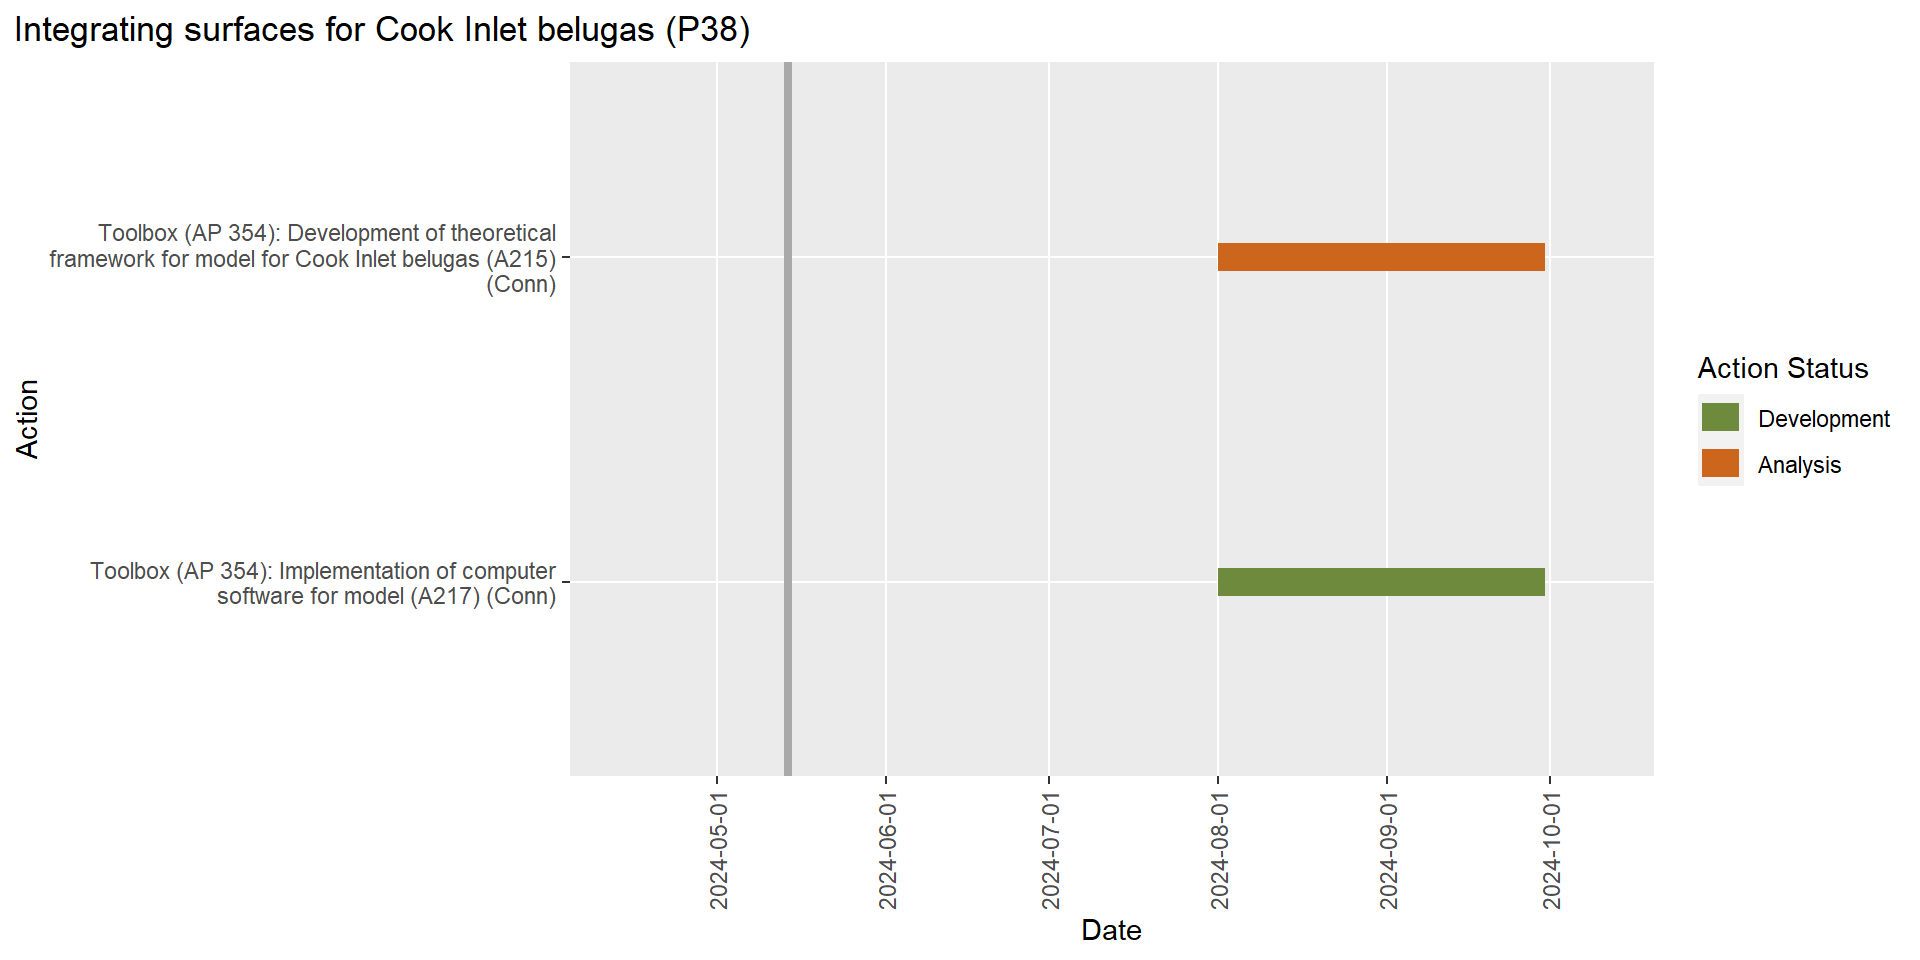 Integrating surfaces for Cook Inlet belugas (P38)
Toolbox (AP 354): Development of theoretical
framework for model for Cook Inlet belugas (A215)
(Conn)
Action
Toolbox (AP 354): Implementation of computer
software for model (A217) (Conn)
Action Status
Development
Analysis
2024-05-01
2024-06-01
2024-07-01
2024-08-01
2024-09-01
2024-10-01
Date